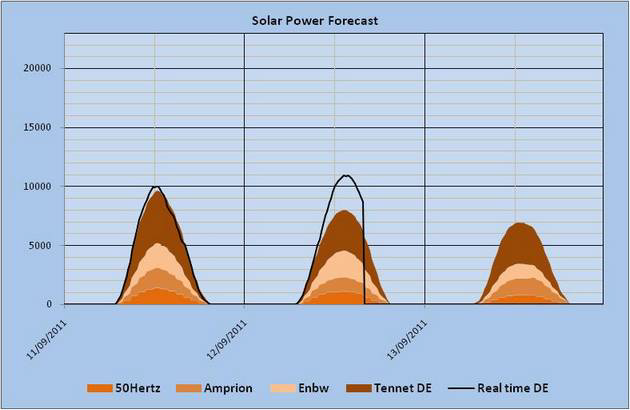 Solar Power Forecast
20000
15000
10000
5000
0
11/09/2011 12/09/2011 13/09/2011
50Hertz Amprion Enbw Tennet DE Real time DE